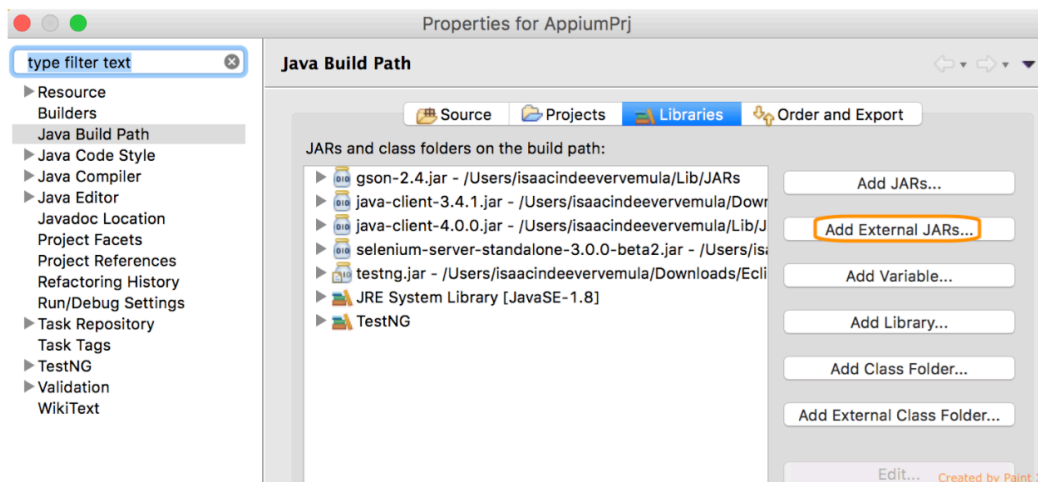 Properties for AppiumPrj
type filter text
Resource
Builders
Java Build Path
Java Code Style
Java Compiler
Java Editor
Javadoc Location
Project Facets
Project References
Refactoring History
Run/Debug Settings
Task Repository
Task Tags
TestNG
Validation
WikiText
Java Build Path
Source Projects Libraries Order and Export
JARs and class folders on the build path:
gson-2.4.jar - /Users/isaacindeevervemula/Lib/JARs
java-client-3.4.1.jar - /Users/isaacindeevervemula/Dowr
java-client-4.0.0.jar - /Users/isaacindeevervemula/Lib/J
selenium-server-standalone-3.0.0-beta2.jar - /Users/isa
testng.jar - /Users/isaacindeevervemula/Downloads/Ecli
JRE System Library [JavaSE-1.8]
TestNG
Add JARs...
Add External JARs...
Add Variable...
Add Library...
Add Class Folder...
Add External Class Folder...
Edit...
Created by Paint